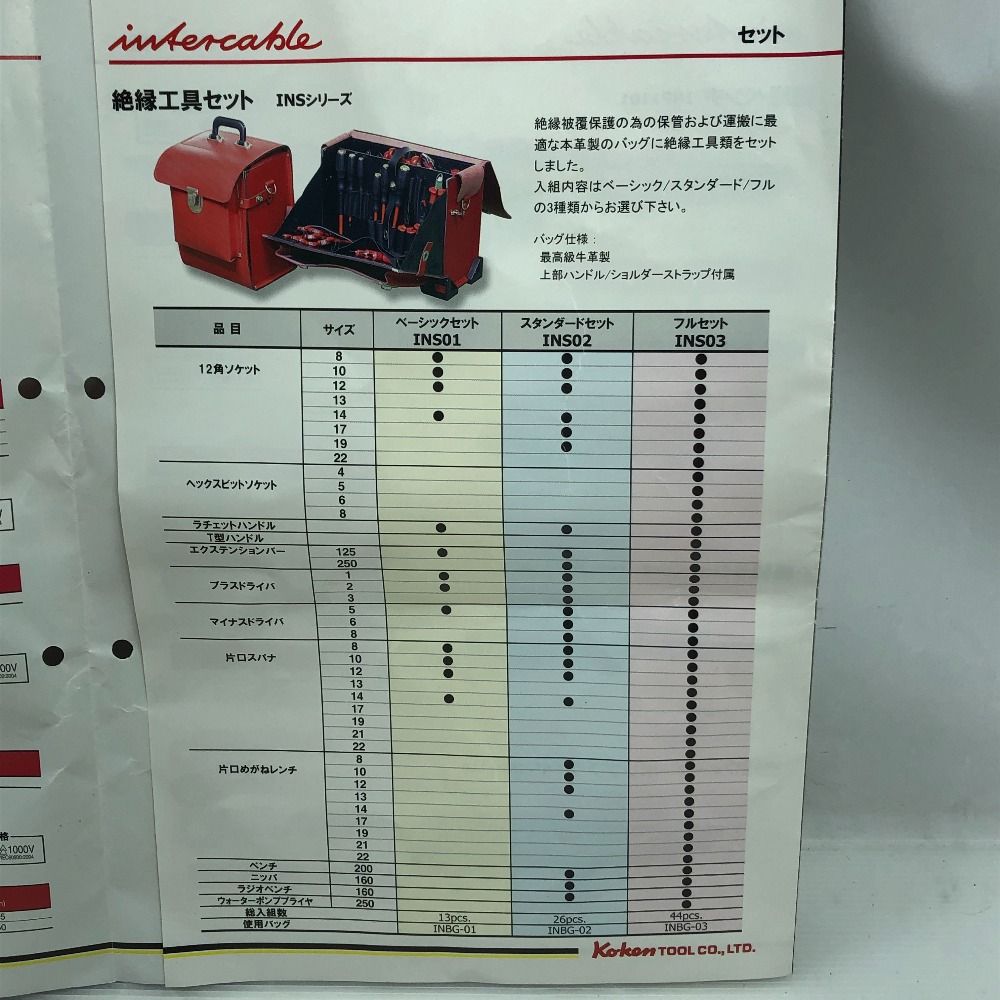 intercable
セット
絶縁工具セット INSシリーズ
絶縁被覆保護の為の保管および運搬に最
適な本革製のバッグに絶縁工具類をセット
しました。
入組内容はベーシック/スタンダード/フル
の3種類からお選び下さい。
バッグ仕様：
最高級牛革製
上部ハンドル/ショルダーストラップ付属
品目 サイズ ベーシックセット INS01 スタンダードセット INS02 フルセット INS03
12角ソケット
8 ● ● ●
10 ● ● ●
12 ● ● ●
13 ●
14 ● ● ●
17 ● ●
19 ● ●
22 ●
ヘックスビットソケット
4 ●
5 ●
6 ●
8 ●
ラチェットハンドル ● ● ●
T型ハンドル ●
エクステンションバー
125 ● ● ●
250 ● ●
プラスドライバ
1 ● ● ●
2 ● ● ●
3 ● ●
マイナスドライバ
5 ● ● ●
6 ● ●
8 ● ●
片口スパナ
8 ● ● ●
10 ● ● ●
12 ● ● ●
13 ●
14 ● ● ●
17 ●
19 ●
21 ●
22 ●
片口めがねレンチ
8 ● ●
10 ● ●
12 ● ●
13 ●
14 ● ●
17 ●
19 ●
21 ●
22 ●
ペンチ 200 ● ●
ニッパ 160 ● ●
ラジオペンチ 160 ● ●
ウォーターポンププライヤ 250 ● ●
総入組数 13pcs. 26pcs. 44pcs.
使用バッグ INBG-01 INBG-02 INBG-03
Ko-ken TOOL CO., LTD.
00V
格
1000V